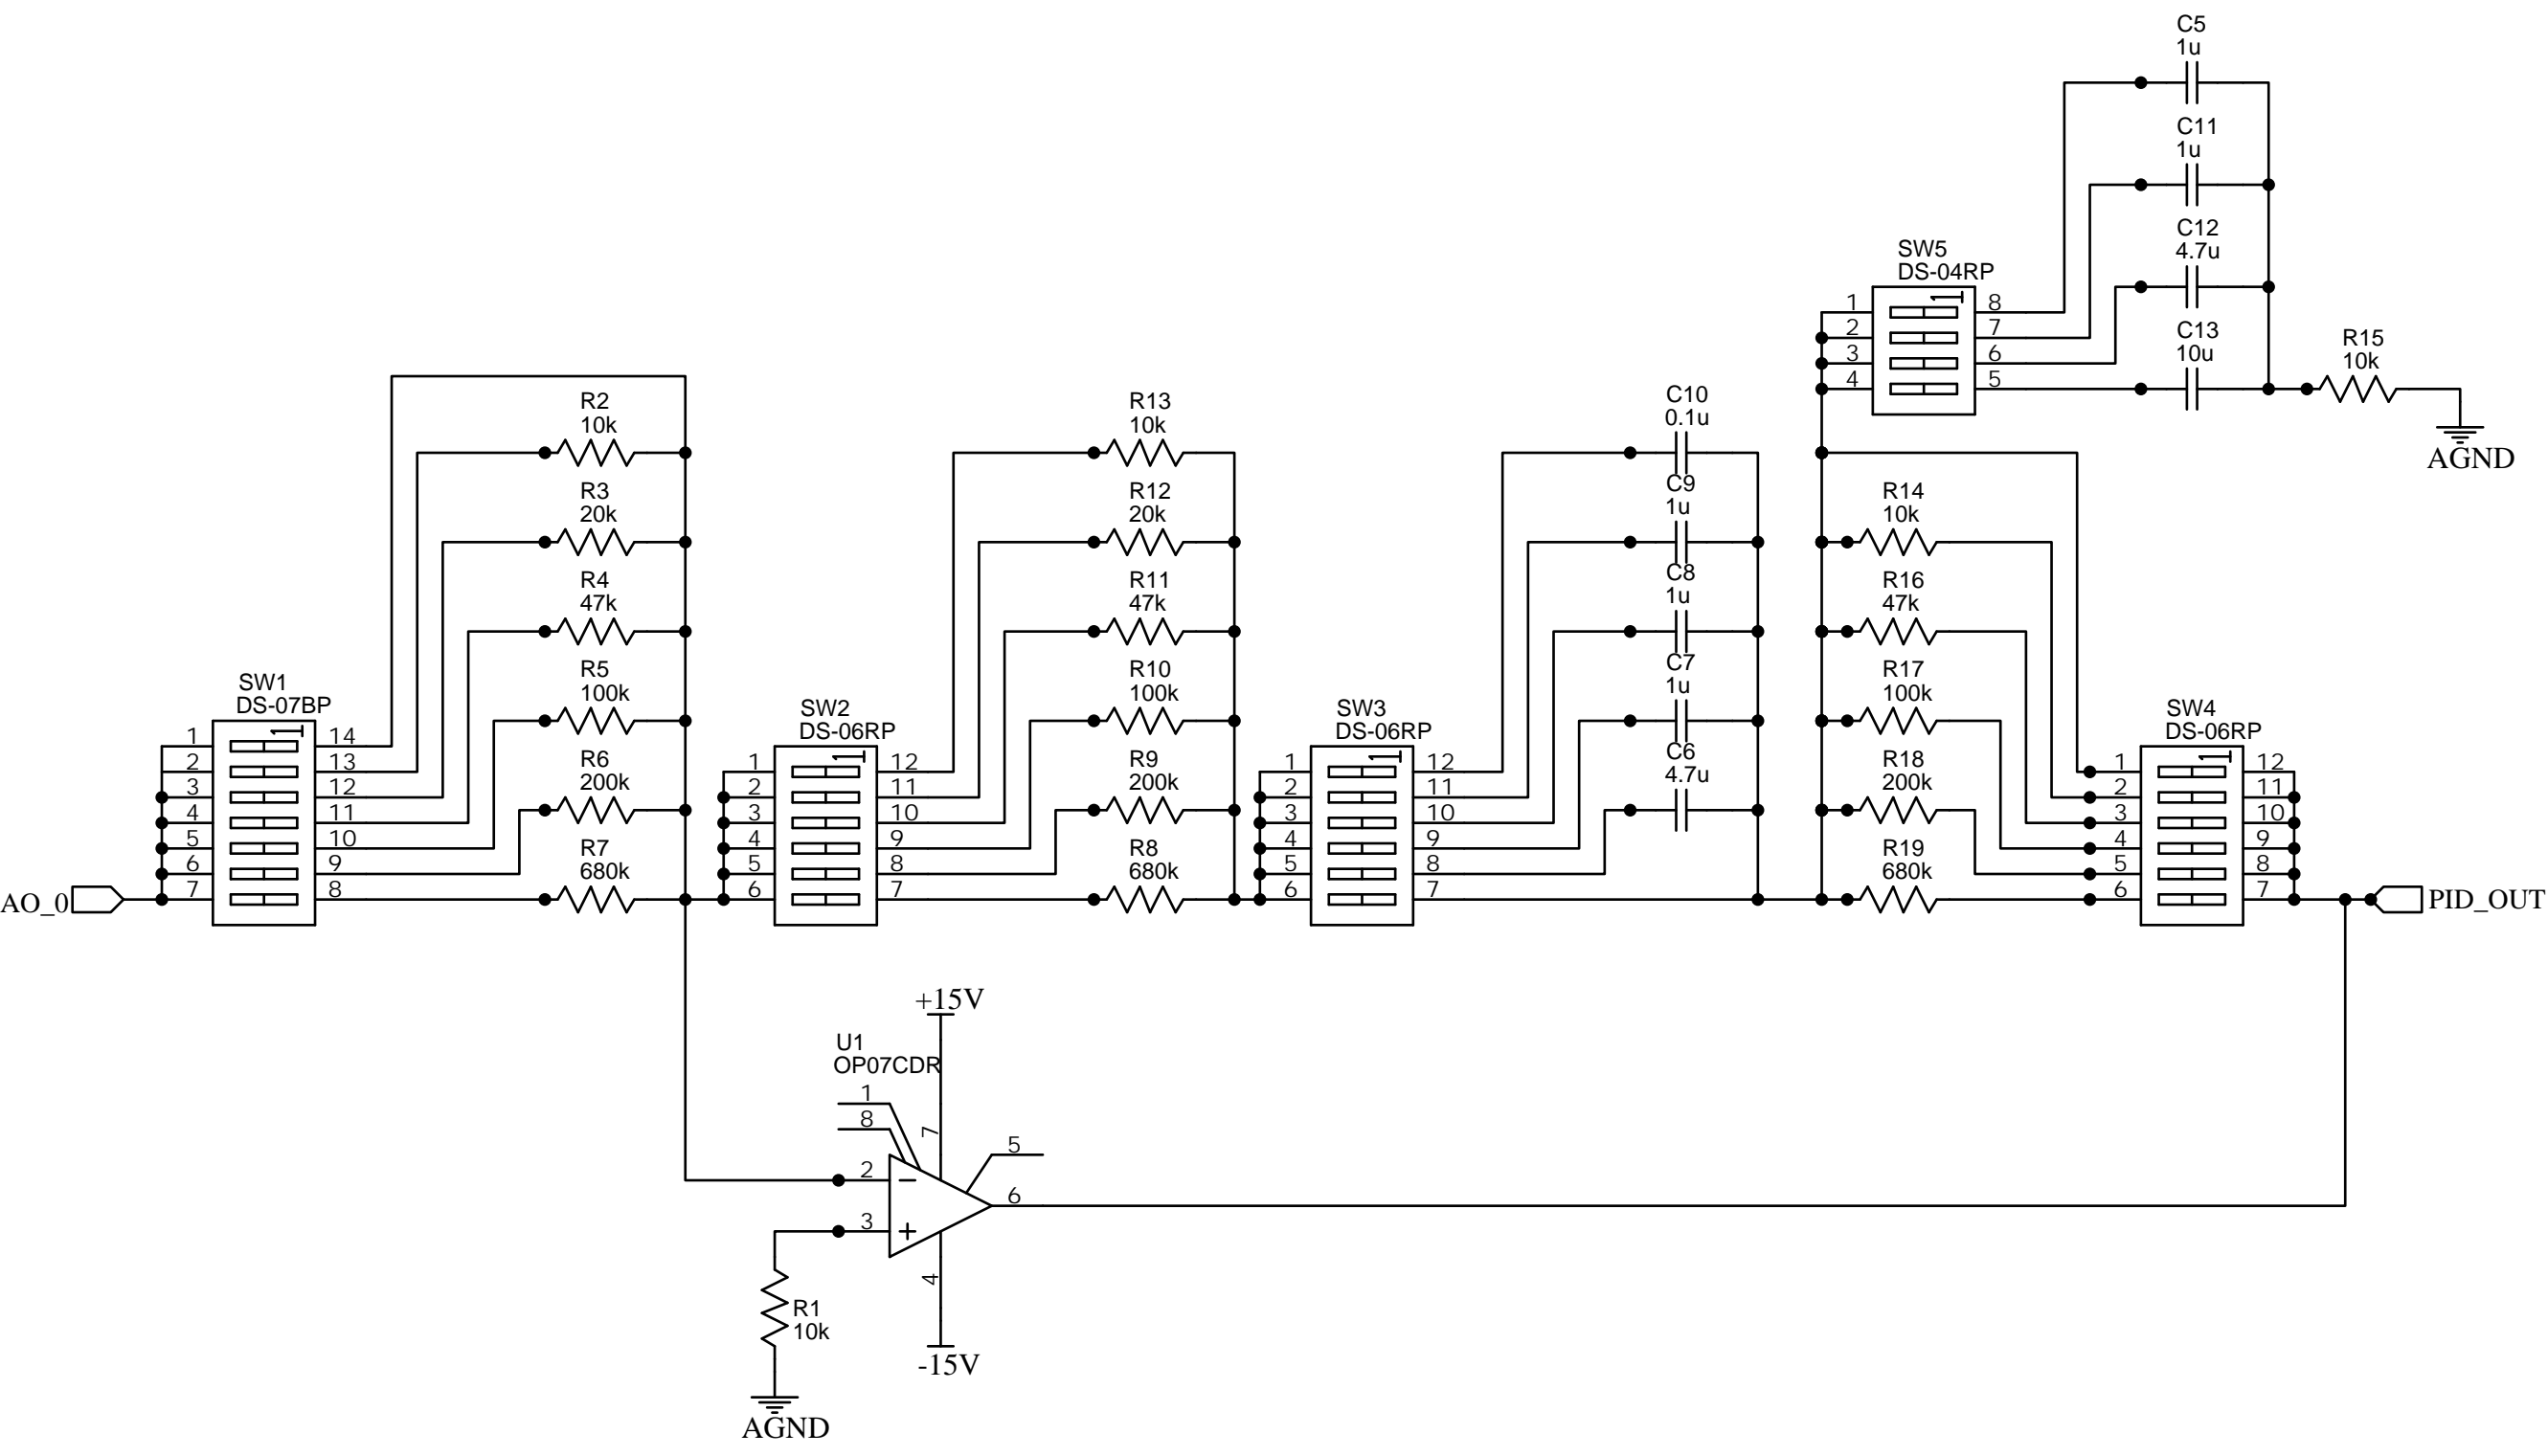 C5
1u
C11
1u
C12
4.7u
C13
10u
SW5
DS-04RP
1
2
3
4
8
7
6
5
R15
10k
AGND
R2
10k
R3
20k
R4
47k
R5
100k
R6
200k
R7
680k
SW1
DS-07BP
1
2
3
4
5
6
7
14
13
12
11
10
9
8
AO_0
R13
10k
R12
20k
R11
47k
R10
100k
R9
200k
R8
680k
SW2
DS-06RP
1
2
3
4
5
6
12
11
10
9
8
7
C10
0.1u
C9
1u
C8
1u
C7
1u
C6
4.7u
SW3
DS-06RP
1
2
3
4
5
6
12
11
10
9
8
7
R14
10k
R16
47k
R17
100k
R18
200k
R19
680k
SW4
DS-06RP
1
2
3
4
5
6
12
11
10
9
8
7
PID_OUT
+15V
U1
OP07CDR
1
8
7
5
2
6
3
4
-15V
R1
10k
AGND